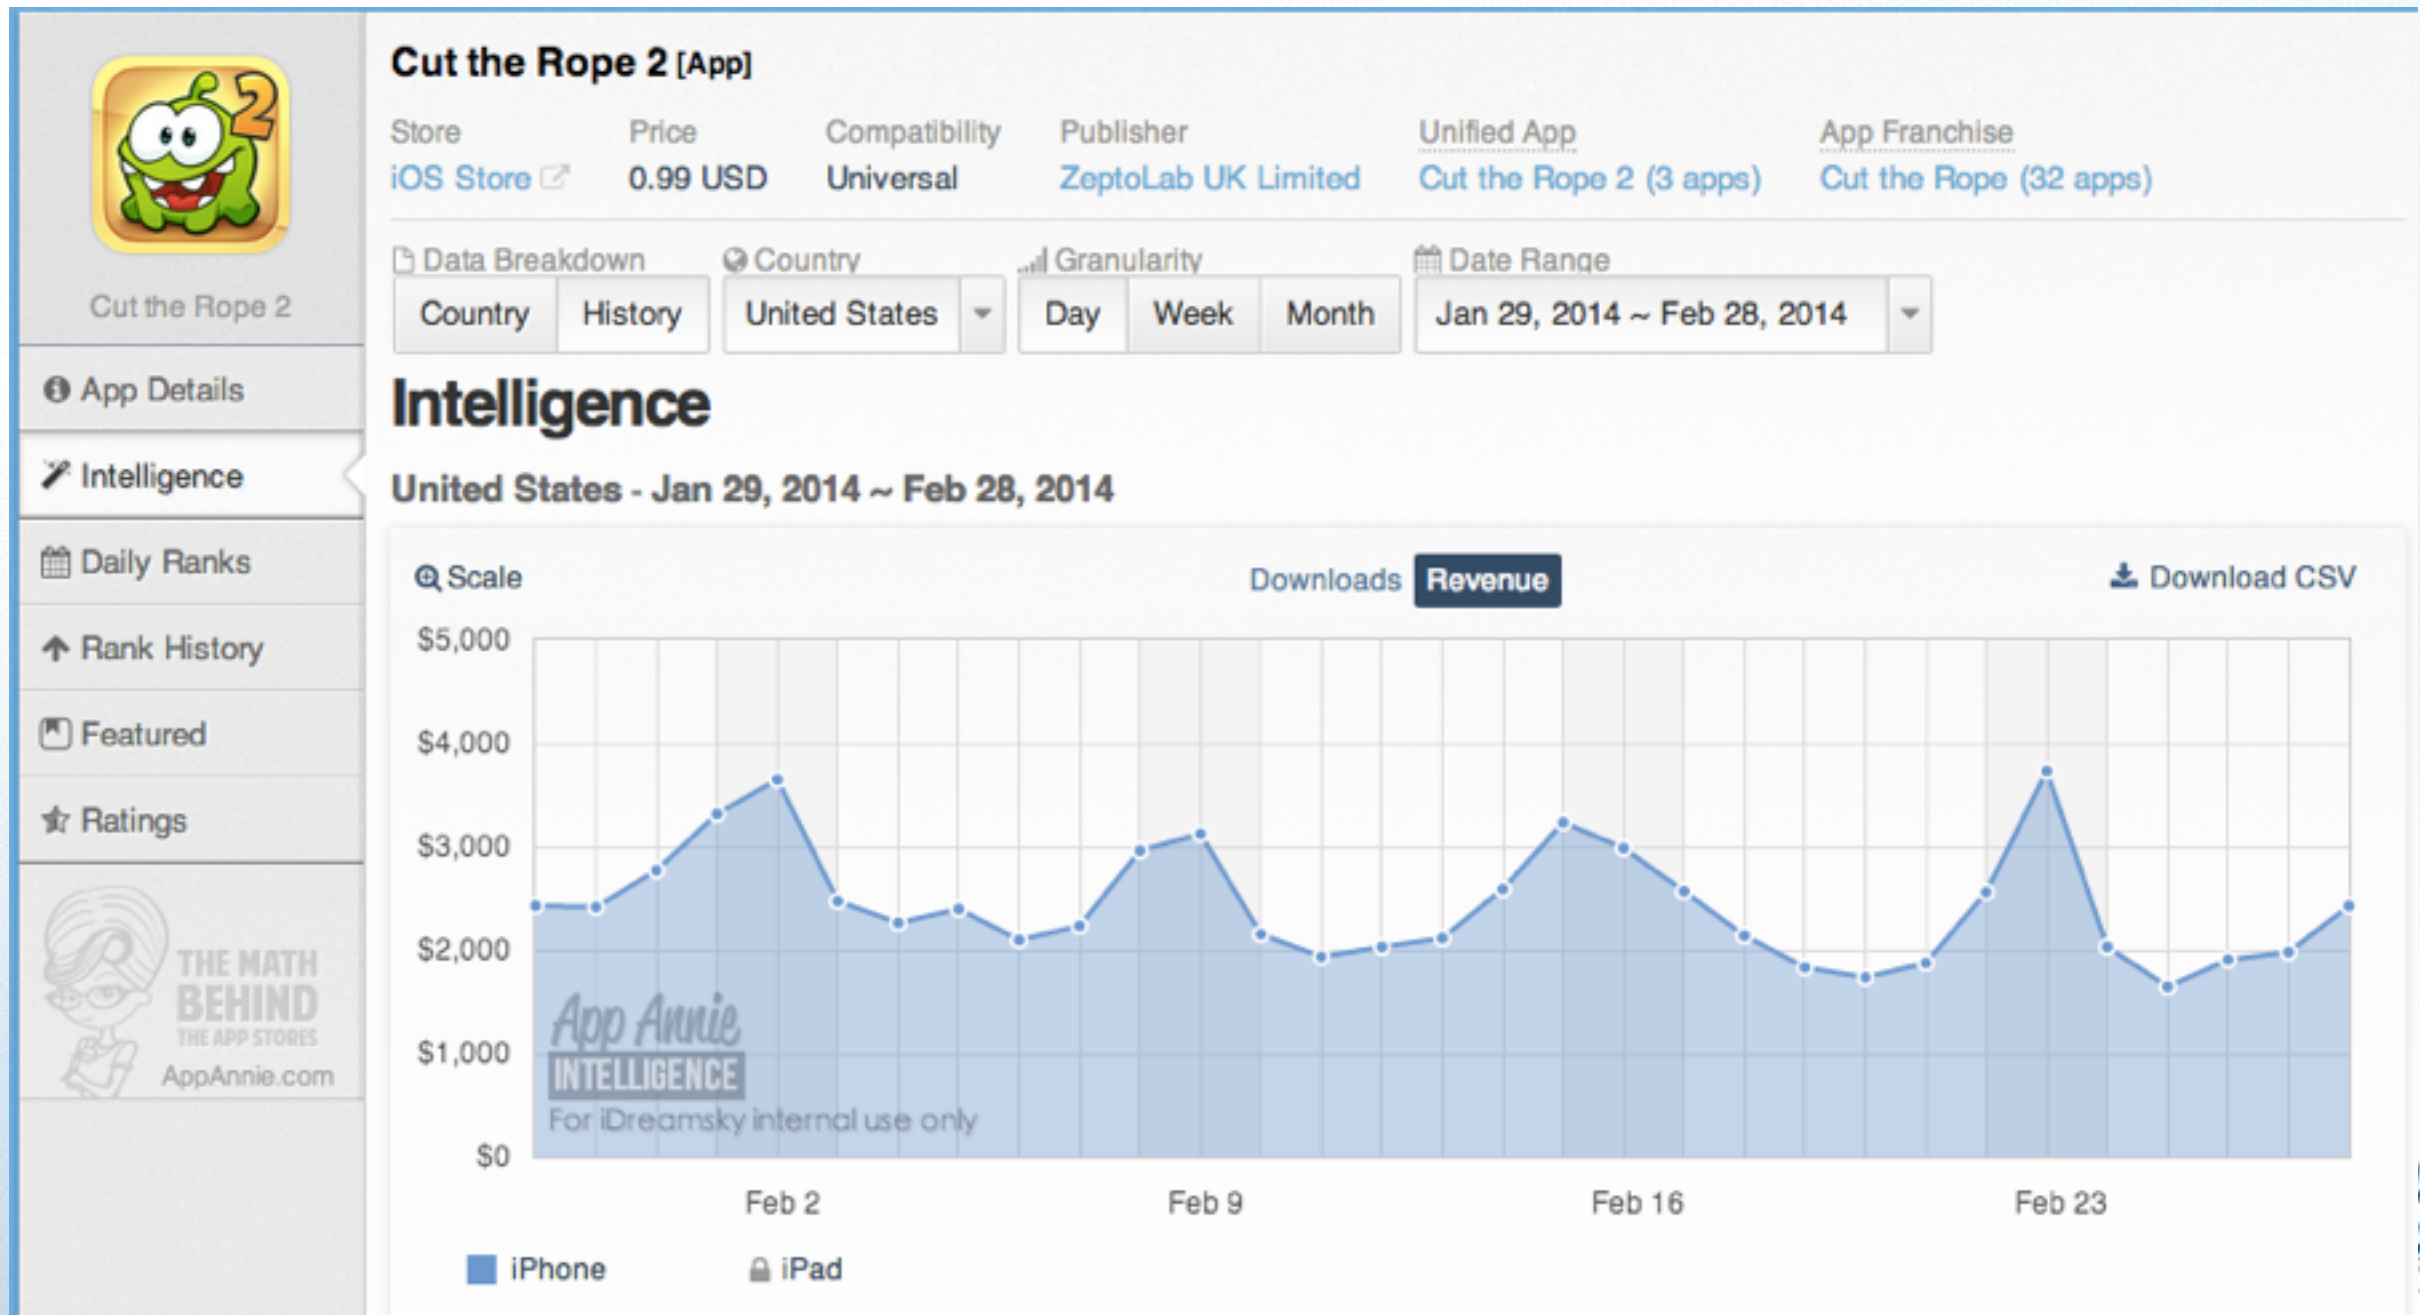 2
Cut the Rope 2
App Details
Intelligence
Daily Ranks
Rank History
Featured
Ratings
THE MATH
BEHIND
THE APP STORES
AppAnnie.com
Cut the Rope 2 [App]
Store Price Compatibility Publisher Unified App App Franchise
iOS Store 0.99 USD Universal ZeptoLab UK Limited Cut the Rope 2 (3 apps) Cut the Rope (32 apps)
Data Breakdown Country Granularity Date Range
Country History United States Day Week Month Jan 29, 2014 ~ Feb 28, 2014
Intelligence
United States - Jan 29, 2014 ~ Feb 28, 2014
Scale Downloads Revenue Download CSV
$5,000
$4,000
$3,000
$2,000
$1,000
$0
App Annie
INTELLIGENCE
For iDreamsky internal use only
Feb 2 Feb 9 Feb 16 Feb 23
iPhone iPad